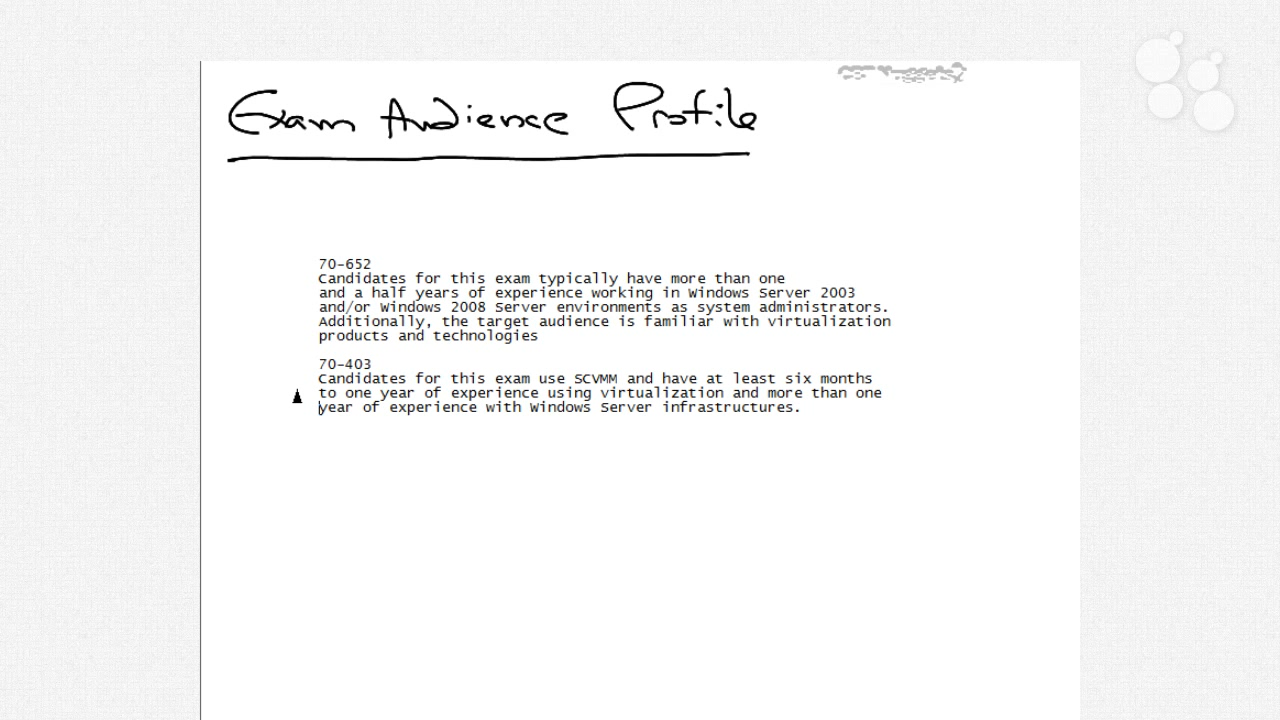 Exam Audience Profile
70-652
Candidates for this exam typically have more than one
and a half years of experience working in Windows Server 2003
and/or Windows 2008 Server environments as system administrators.
Additionally, the target audience is familiar with virtualization
products and technologies
70-403
Candidates for this exam use SCVMM and have at least six months
to one year of experience using virtualization and more than one
year of experience with Windows Server infrastructures.